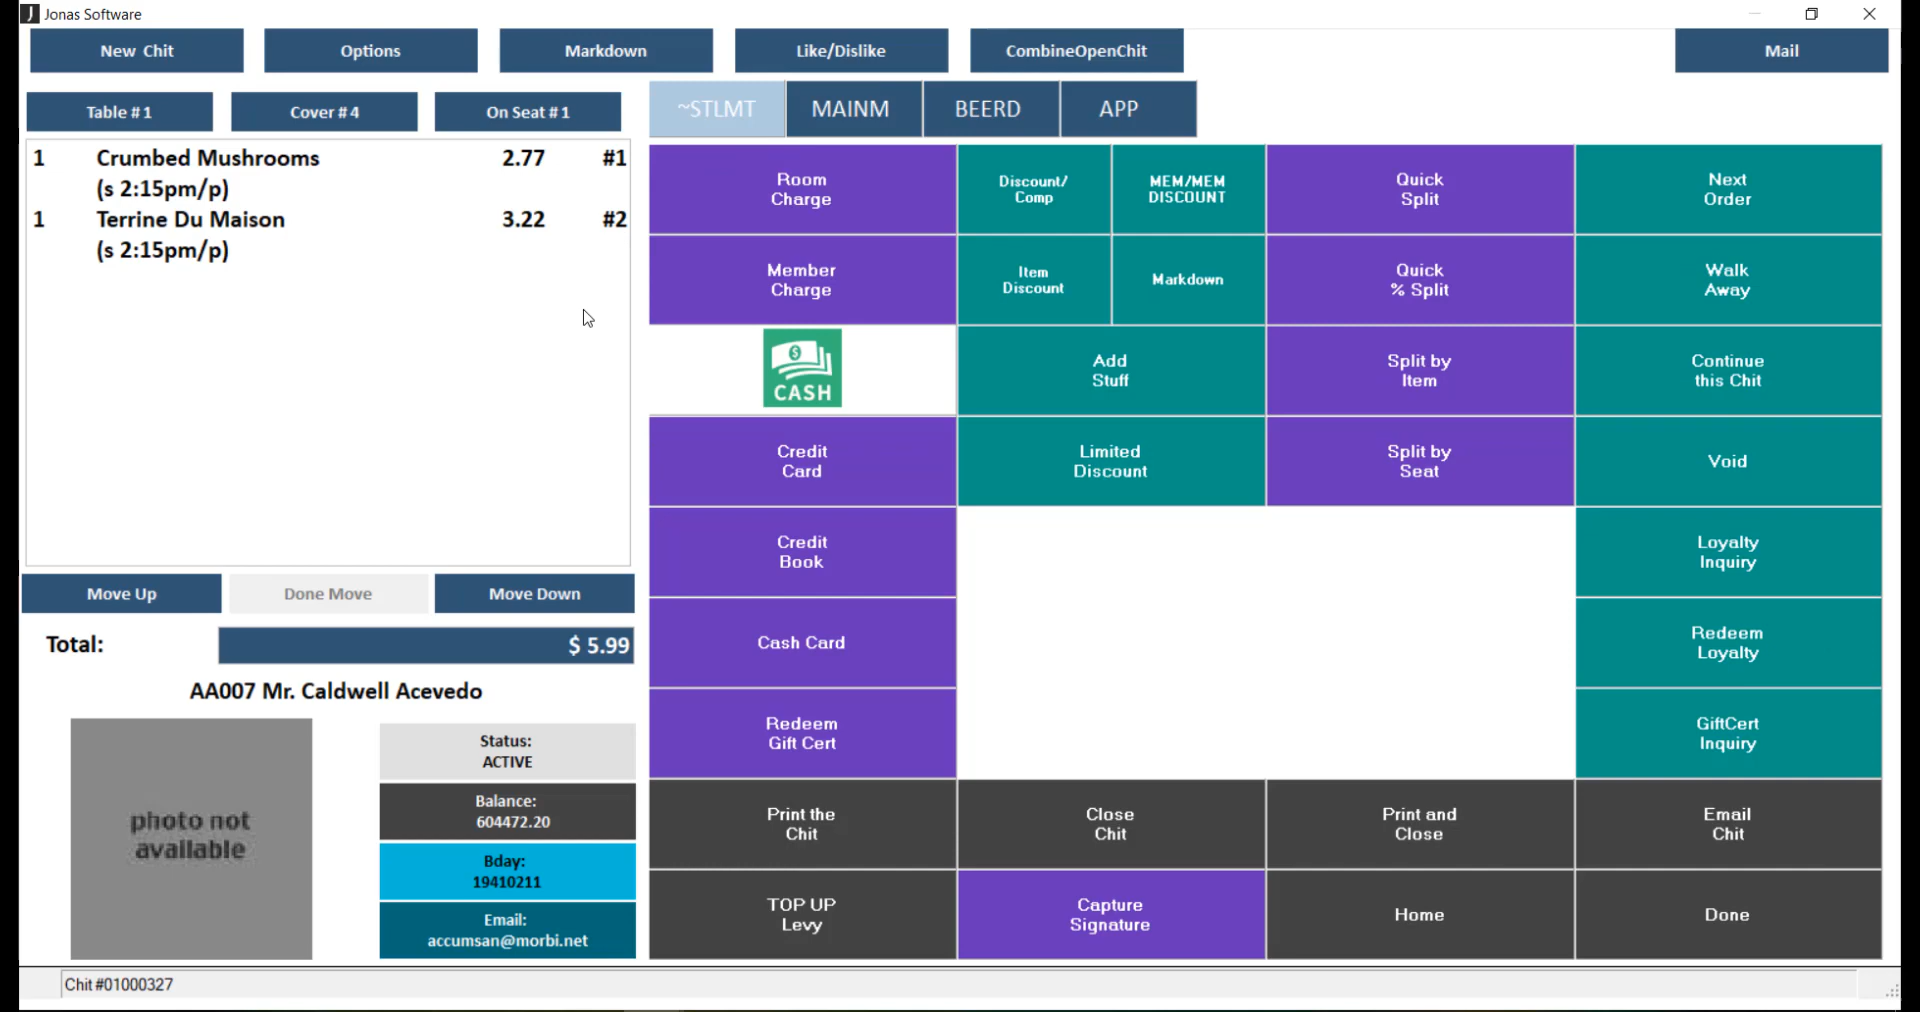 Jonas Software
New Chit
Options
Markdown
Like/Dislike
CombineOpenChit
Mail
Table # 1
Cover # 4
On Seat # 1
~STLMT
MAINM
BEERD
APP
1 Crumbed Mushrooms 2.77 #1
(s 2:15pm/p)
1 Terrine Du Maison 3.22 #2
(s 2:15pm/p)
Move Up
Done Move
Move Down
Total: $ 5.99
AA007 Mr. Caldwell Acevedo
photo not
available
Status:
ACTIVE
Balance:
604472.20
Bday:
19410211
Email:
accumsan@morbi.net
Room
Charge
Discount/
Comp
MEM/MEM
DISCOUNT
Quick
Split
Next
Order
Member
Charge
Item
Discount
Markdown
Quick
% Split
Walk
Away
$
CASH
Add
Stuff
Split by
Item
Continue
this Chit
Credit
Card
Limited
Discount
Split by
Seat
Void
Credit
Book
Loyalty
Inquiry
Cash Card
Redeem
Loyalty
Redeem
Gift Cert
GiftCert
Inquiry
Print the
Chit
Close
Chit
Print and
Close
Email
Chit
TOP UP
Levy
Capture
Signature
Home
Done
Chit #01000327